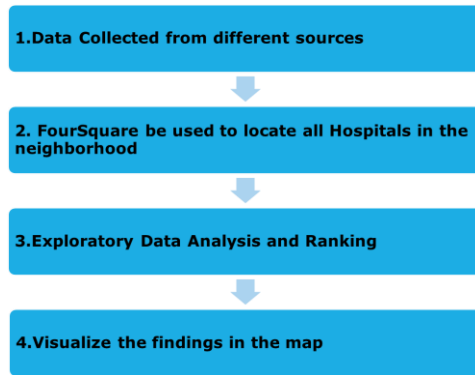 1.Data Collected from different sources
2. FourSquare be used to locate all Hospitals in the
neighborhood
3.Exploratory Data Analysis and Ranking
4.Visualize the findings in the map